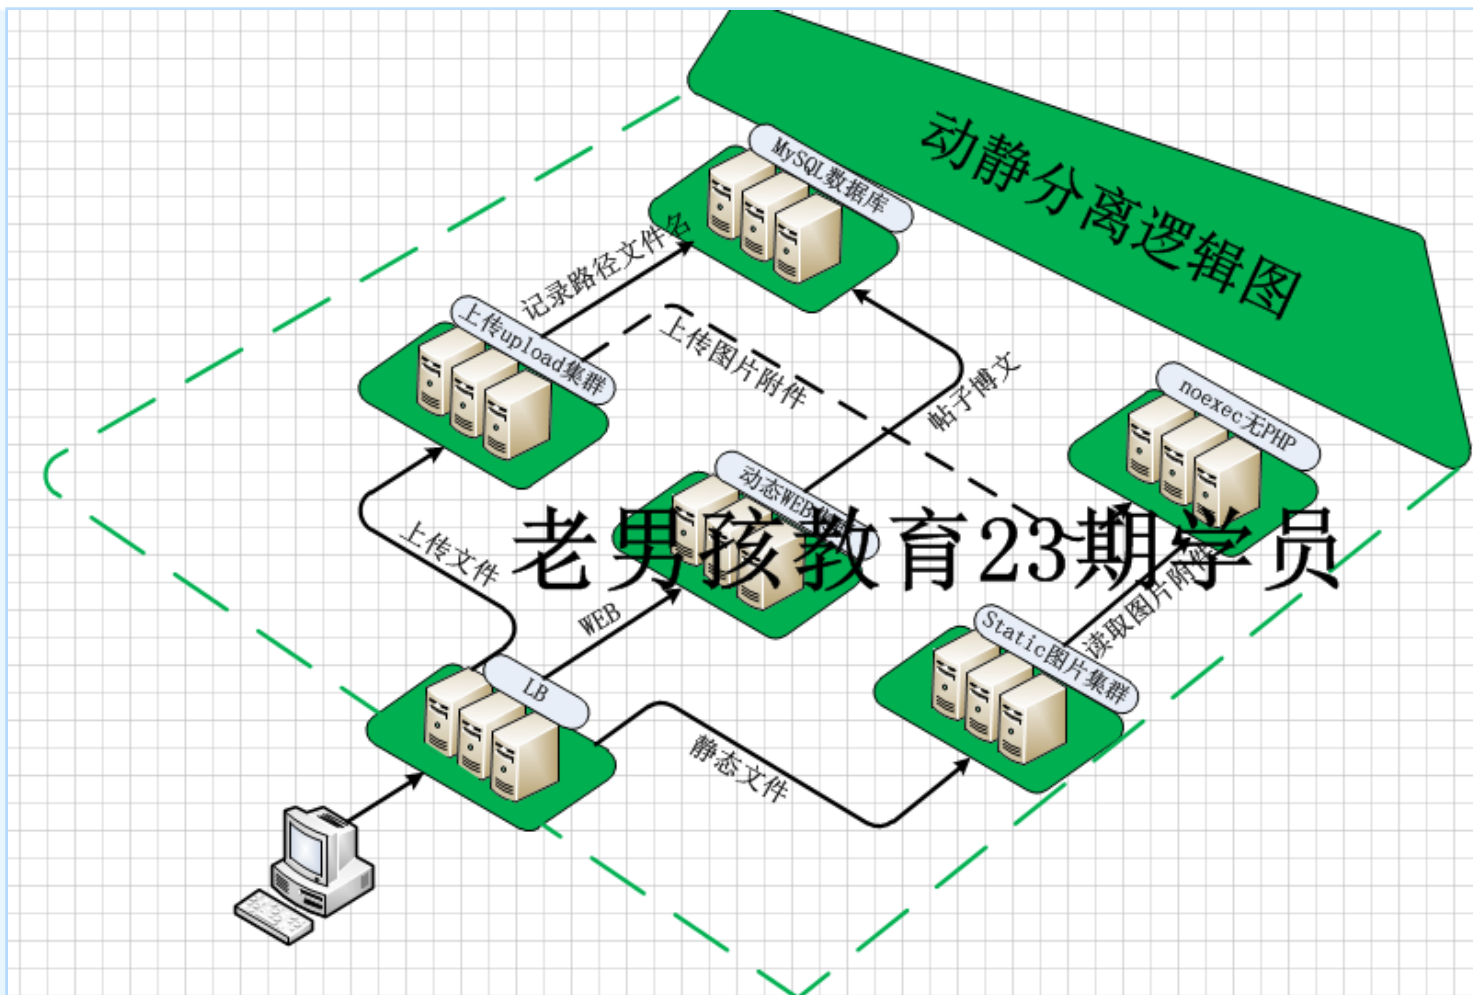 动静分离逻辑图
MySQL数据库
记录路径文件名
上传upload集群
上传图片附件
帖子博文
noexec无PHP
动态WEB
老男孩教育23期学员
上传文件
WEB
读取图片附件
Static图片集群
LB
静态文件